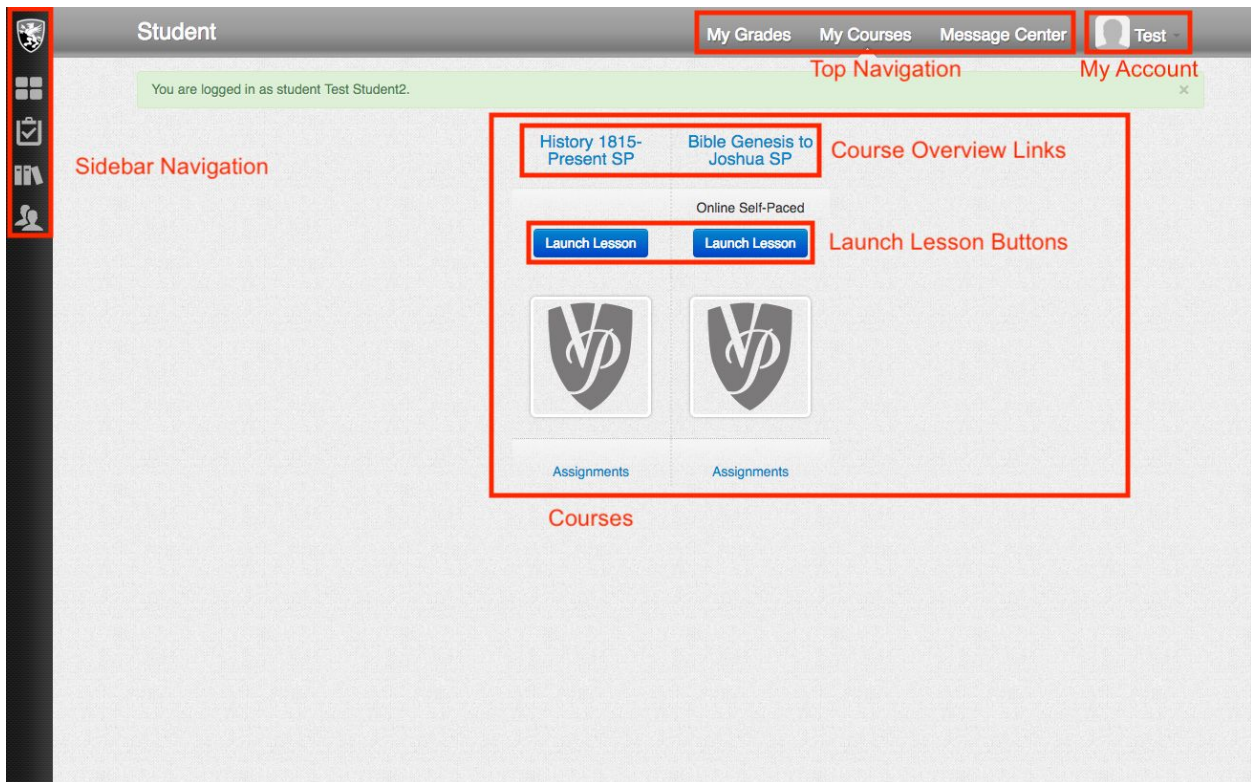 Student
My Grades My Courses Message Center Test
Top Navigation My Account
You are logged in as student Test Student2. ×
Sidebar Navigation
History 1815-
Present SP
Bible Genesis to
Joshua SP
Course Overview Links
Online Self-Paced
Launch Lesson Launch Lesson Launch Lesson Buttons
VP VP
Assignments Assignments
Courses